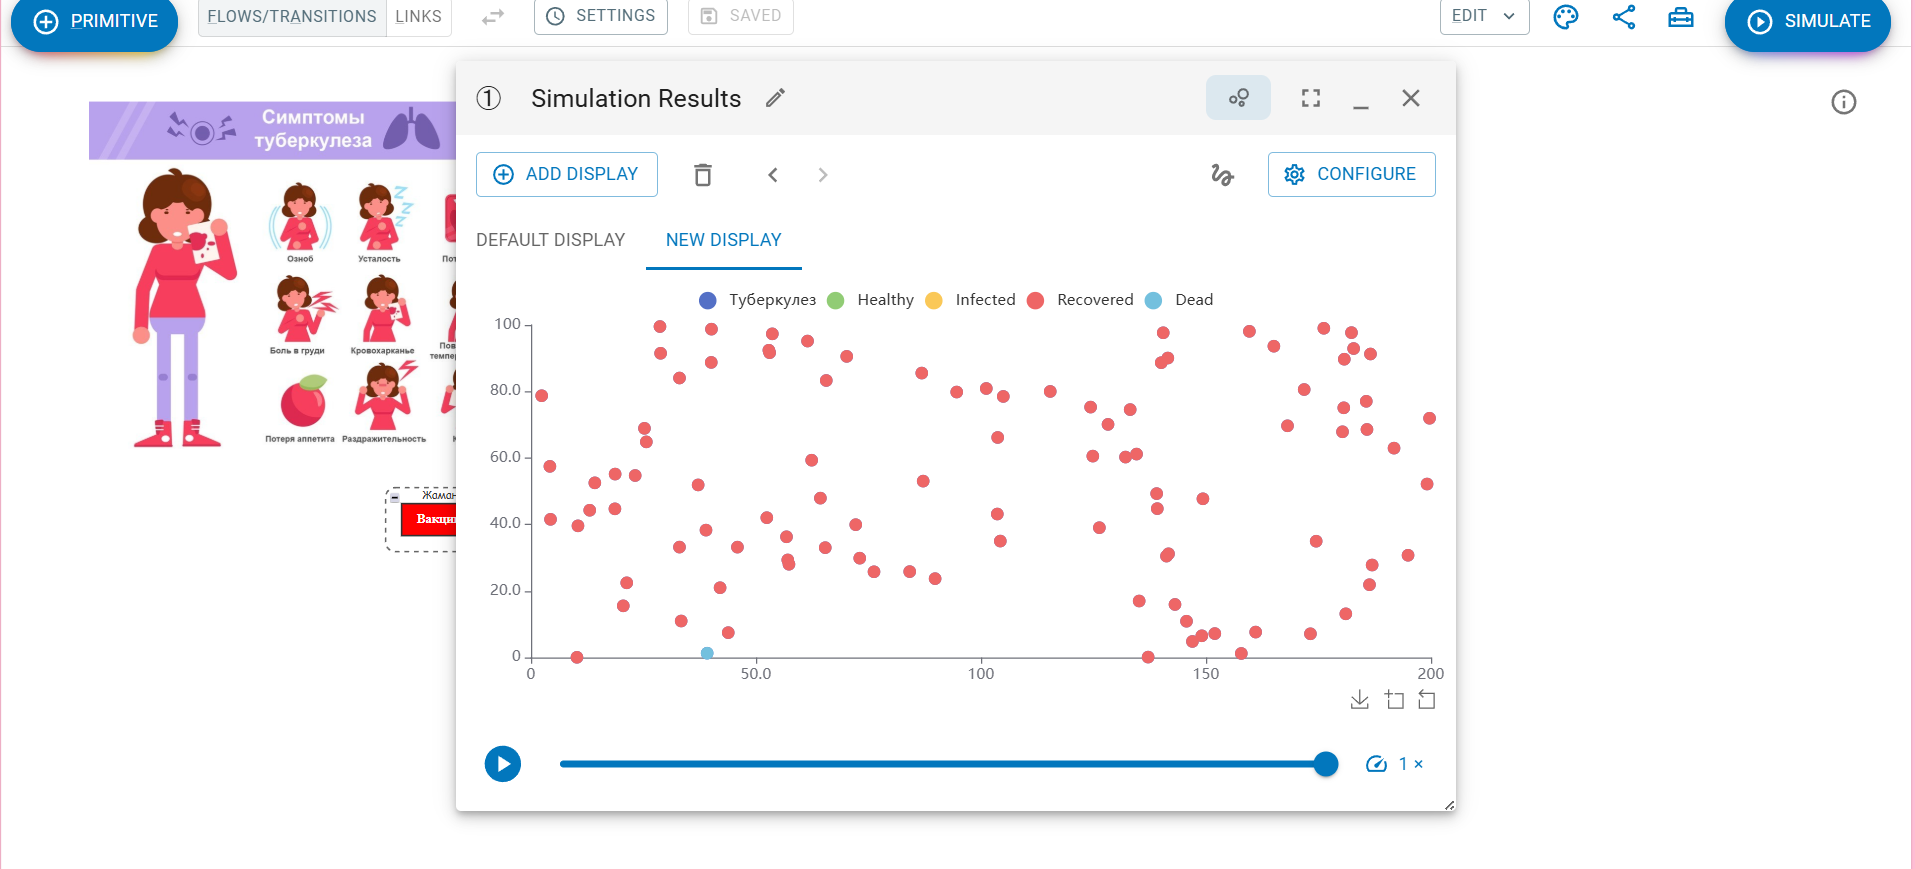 PRIMITIVE
FLOWS/TRANSITIONS LINKS
SETTINGS
SAVED
EDIT
SIMULATE
Симптомы
туберкулеза
Озноб
Усталость
Пот
Боль в груди
Кровохарканье
Пов
темпер
Потеря аппетита
Раздражительность
К
Жаман
Вакци
1 Simulation Results
ADD DISPLAY
CONFIGURE
DEFAULT DISPLAY NEW DISPLAY
Туберкулез Healthy Infected Recovered Dead
100
80.0
60.0
40.0
20.0
0
0 50.0 100 150 200
1 ×